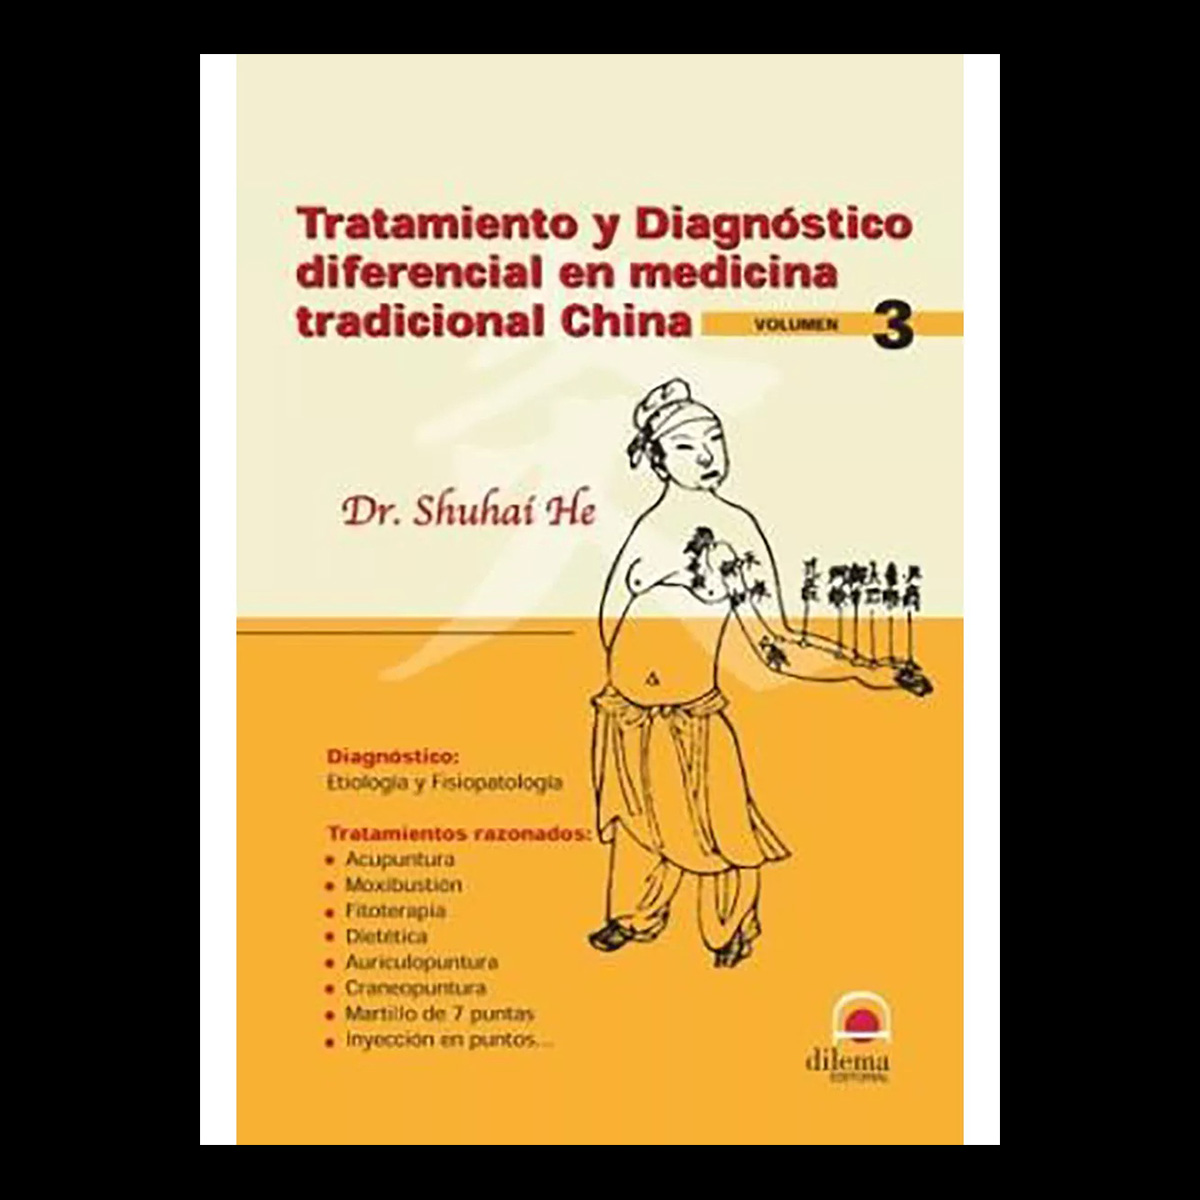 Tratamiento y Diagnóstico
diferencial en medicina
tradicional China
VOLUMEN 3
Dr. Shuhai He
Diagnóstico:
Etiología y Fisiopatología
Tratamientos razonados:
• Acupuntura
• Moxibustión
• Fitoterapia
• Dietética
• Auriculopuntura
• Craneopuntura
• Martillo de 7 puntas
• Inyección en puntos...
dilema
EDITORIAL